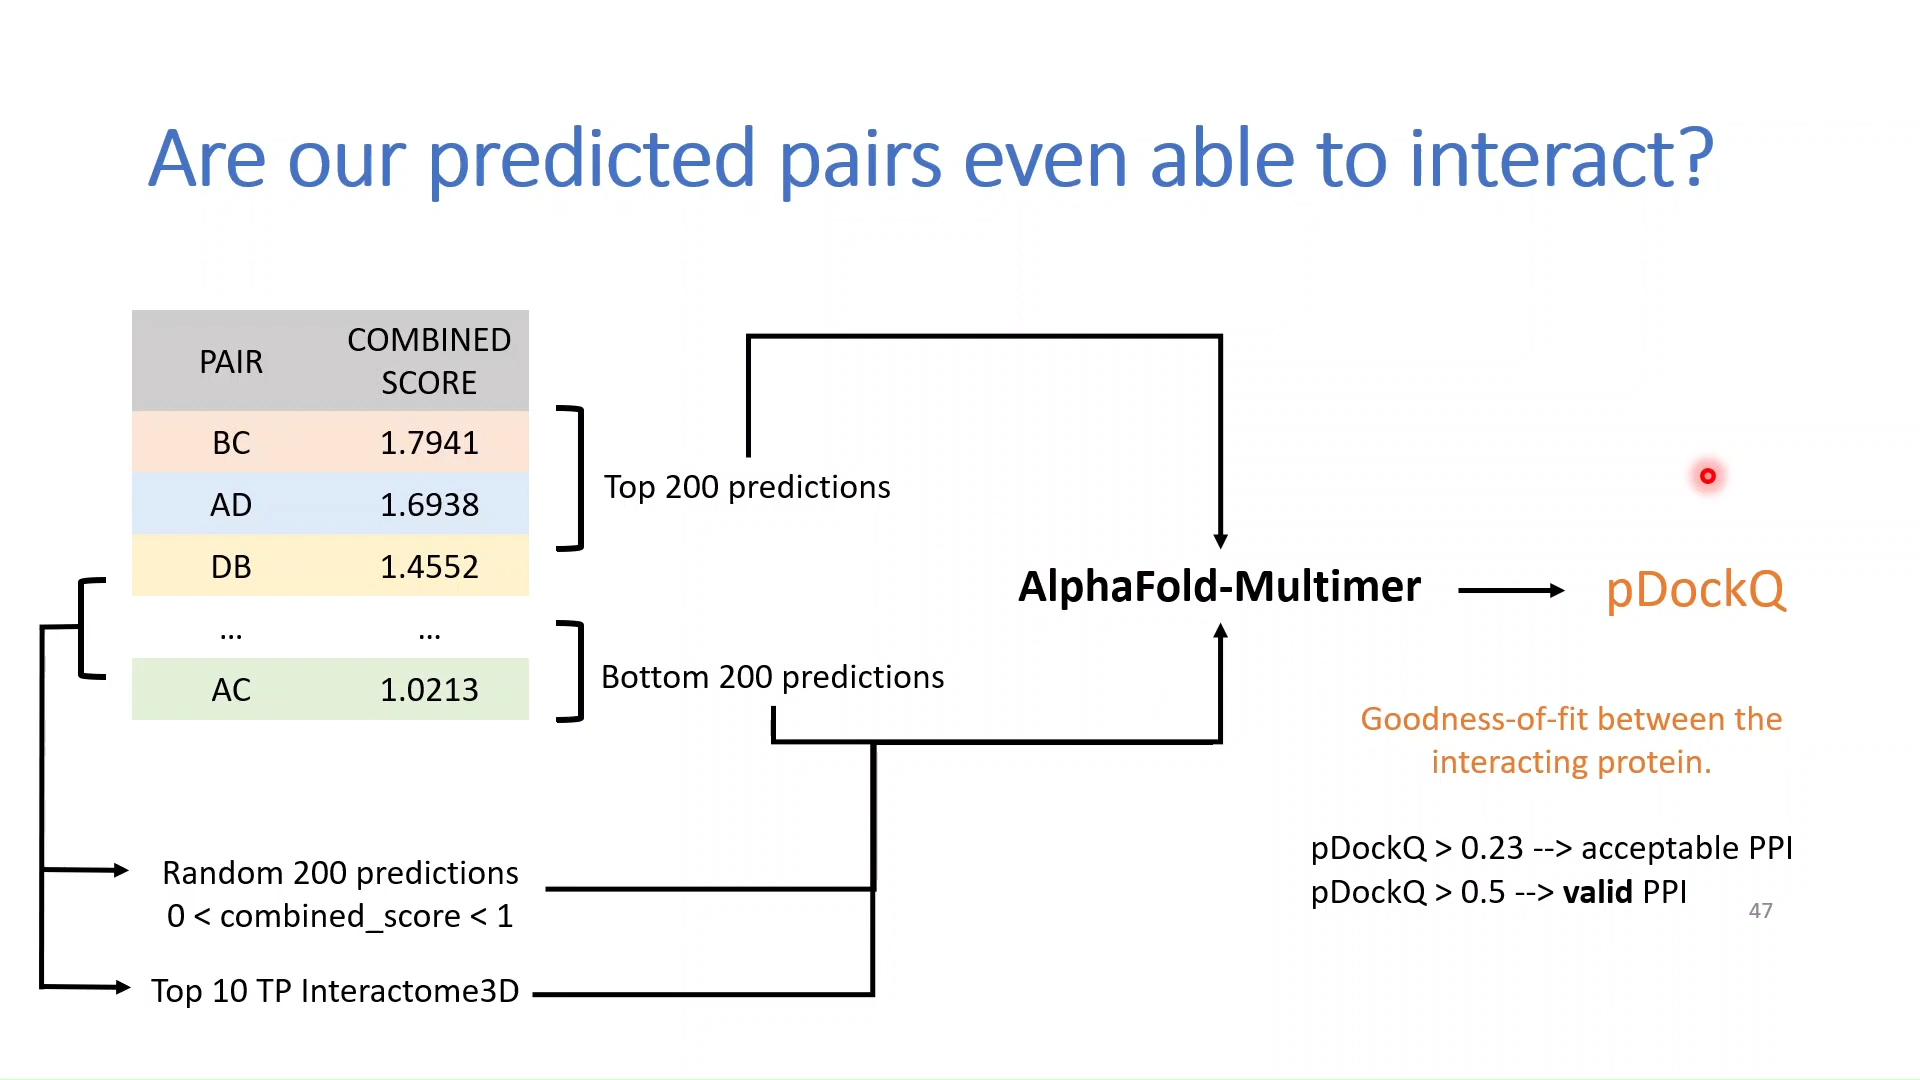 Are our predicted pairs even able to interact?
PAIR
COMBINED
SCORE
BC 1.7941
AD 1.6938
DB 1.4552
... ...
AC 1.0213
Top 200 predictions
Bottom 200 predictions
Random 200 predictions
0 < combined_score < 1
Top 10 TP Interactome3D
AlphaFold-Multimer
pDockQ
Goodness-of-fit between the
interacting protein.
pDockQ > 0.23 --> acceptable PPI
pDockQ > 0.5 --> valid PPI
47